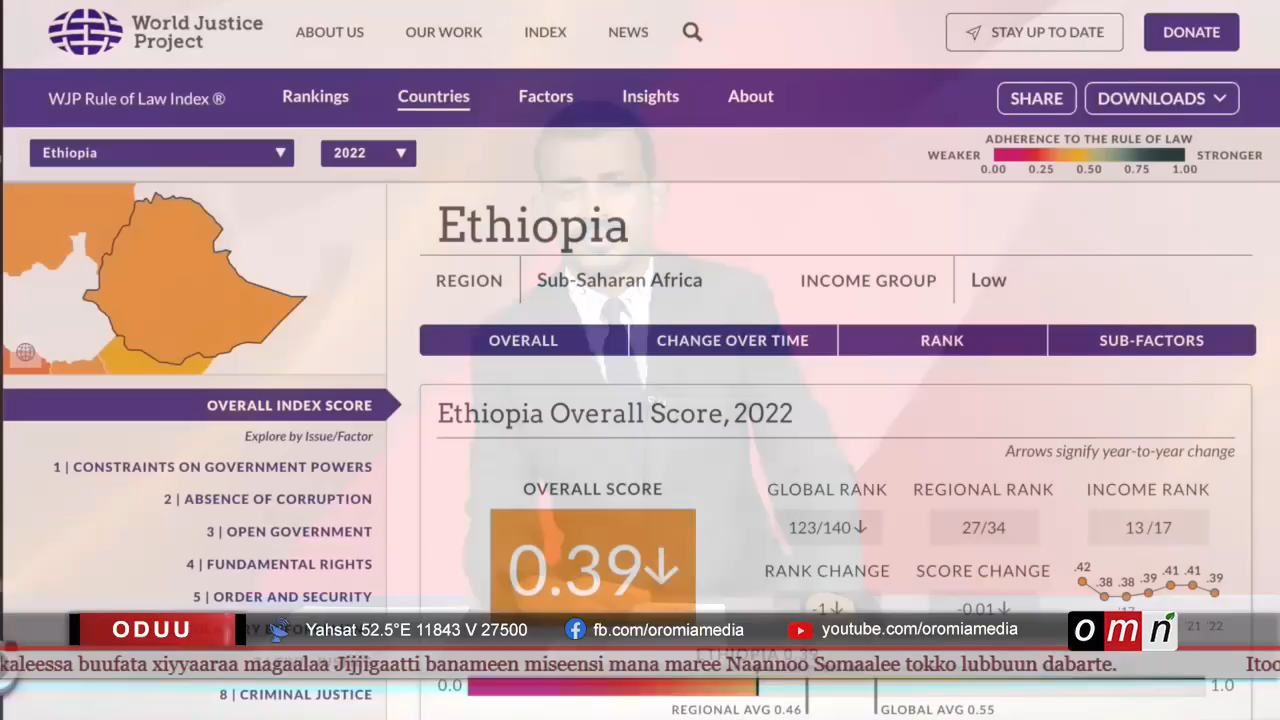 World Justice
Project
ABOUT US
OUR WORK
INDEX
NEWS
STAY UP TO DATE
DONATE
WJP Rule of Law Index ®
Rankings
Countries
Factors
Insights
About
SHARE
DOWNLOADS
Ethiopia
2022
ADHERENCE TO THE RULE OF LAW
WEAKER
STRONGER
0.00 0.25 0.50 0.75 1.00
Ethiopia
REGION
Sub-Saharan Africa
INCOME GROUP
Low
OVERALL
CHANGE OVER TIME
RANK
SUB-FACTORS
OVERALL INDEX SCORE
Explore by Issue/Factor
1 | CONSTRAINTS ON GOVERNMENT POWERS
2 | ABSENCE OF CORRUPTION
3 | OPEN GOVERNMENT
4 | FUNDAMENTAL RIGHTS
5 | ORDER AND SECURITY
8 | CRIMINAL JUSTICE
Ethiopia Overall Score, 2022
Arrows signify year-to-year change
OVERALL SCORE
0.39↓
GLOBAL RANK
123/140↓
REGIONAL RANK
27/34
INCOME RANK
13/17
RANK CHANGE
-1↓
SCORE CHANGE
-0.01↓
.42 .38 .38 .39 .41 .41 .39
'21 '22
ETHIOPIA 0.39
0.0
1.0
REGIONAL AVG 0.46
GLOBAL AVG 0.55
ODUU
Yahsat 52.5°E 11843 V 27500
fb.com/oromiamedia
youtube.com/oromiamedia
omn
kaleessa buufata xiyyaaraa magaalaa Jijjigaatti banameen miseensi mana maree Naannoo Somaalee tokko lubbuun dabarte.
Itoo